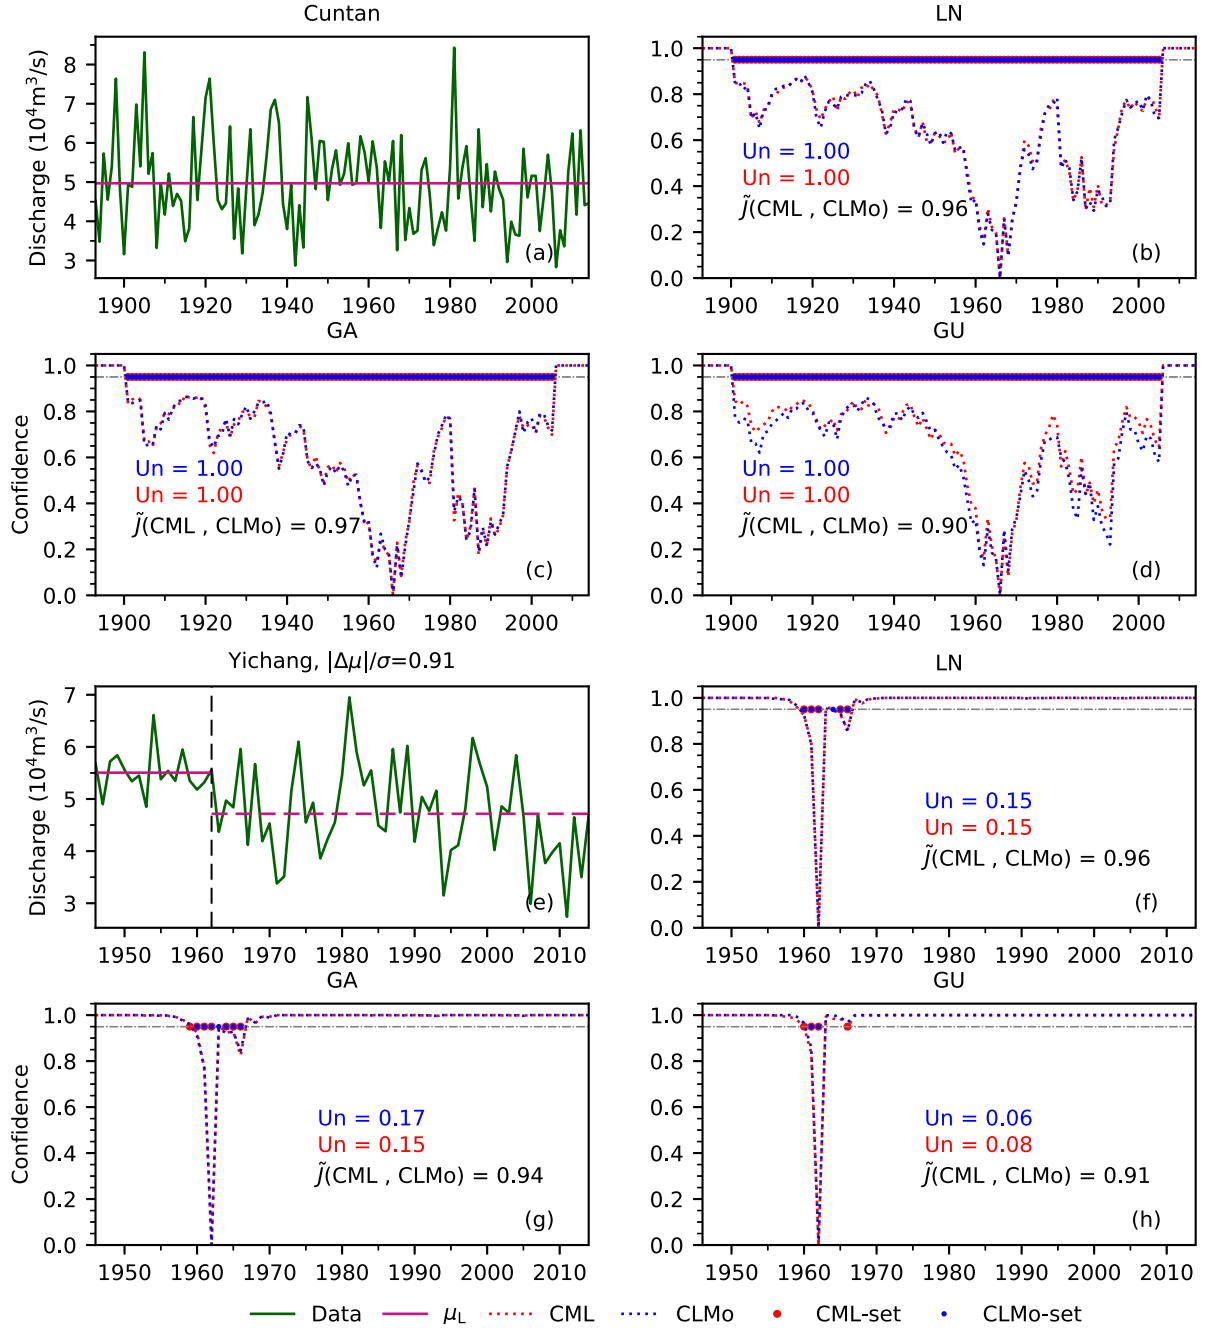 Cuntan
LN
Discharge (10⁴m³/s)
8
7
6
5
4
3
(a)
1900 1920 1940 1960 1980 2000
1.0
0.8
0.6
0.4
0.2
0.0
Un = 1.00
Un = 1.00
J̃(CML , CLMo) = 0.96
(b)
1900 1920 1940 1960 1980 2000
GA
GU
Confidence
1.0
0.8
0.6
0.4
0.2
0.0
Un = 1.00
Un = 1.00
J̃(CML , CLMo) = 0.97
(c)
1900 1920 1940 1960 1980 2000
1.0
0.8
0.6
0.4
0.2
0.0
Un = 1.00
Un = 1.00
J̃(CML , CLMo) = 0.90
(d)
1900 1920 1940 1960 1980 2000
Yichang, |Δμ|/σ=0.91
LN
Discharge (10⁴m³/s)
7
6
5
4
3
(e)
1950 1960 1970 1980 1990 2000 2010
1.0
0.8
0.6
0.4
0.2
0.0
Un = 0.15
Un = 0.15
J̃(CML , CLMo) = 0.96
(f)
1950 1960 1970 1980 1990 2000 2010
GA
GU
Confidence
1.0
0.8
0.6
0.4
0.2
0.0
Un = 0.17
Un = 0.15
J̃(CML , CLMo) = 0.94
(g)
1950 1960 1970 1980 1990 2000 2010
1.0
0.8
0.6
0.4
0.2
0.0
Un = 0.06
Un = 0.08
J̃(CML , CLMo) = 0.91
(h)
1950 1960 1970 1980 1990 2000 2010
Data μL CML CLMo CML-set CLMo-set